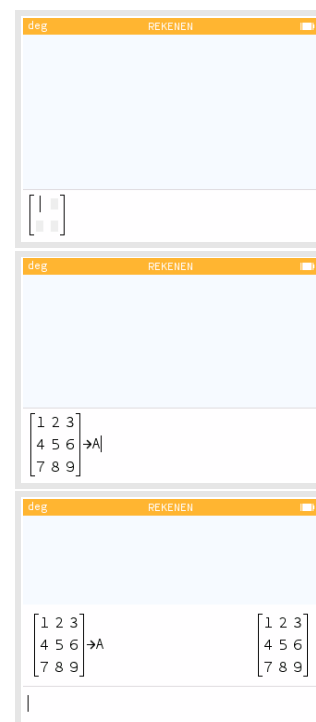 deg REKENEN
deg REKENEN
1 2 3
4 5 6 →A
7 8 9
deg REKENEN
1 2 3 1 2 3
4 5 6 →A 4 5 6
7 8 9 7 8 9